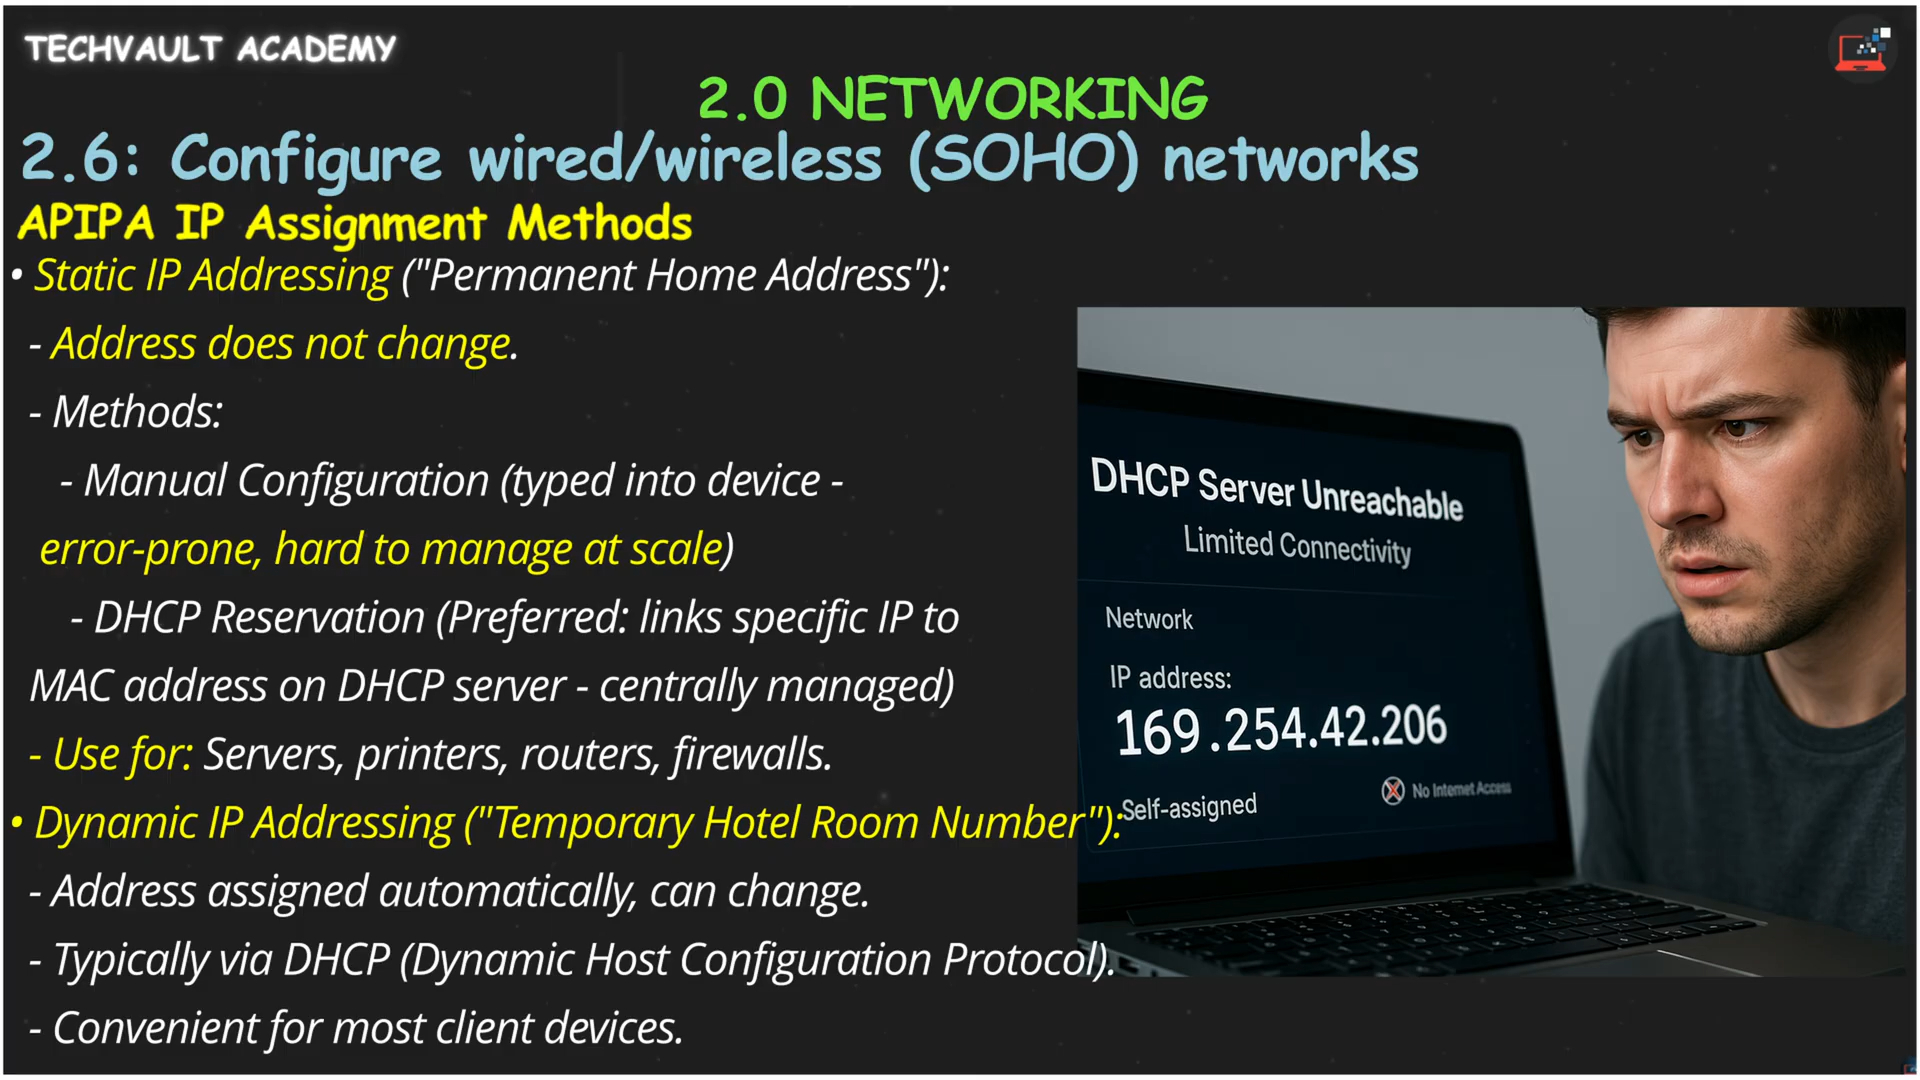 TECHVAULT ACADEMY
2.0 NETWORKING
2.6: Configure wired/wireless (SOHO) networks
APIPA IP Assignment Methods
• Static IP Addressing ("Permanent Home Address"):
- Address does not change.
- Methods:
- Manual Configuration (typed into device -
error-prone, hard to manage at scale)
- DHCP Reservation (Preferred: links specific IP to
MAC address on DHCP server - centrally managed)
- Use for: Servers, printers, routers, firewalls.
• Dynamic IP Addressing ("Temporary Hotel Room Number"):
- Address assigned automatically, can change.
- Typically via DHCP (Dynamic Host Configuration Protocol).
- Convenient for most client devices.
DHCP Server Unreachable
Limited Connectivity
Network
IP address:
169.254.42.206
Self-assigned
No Internet Access